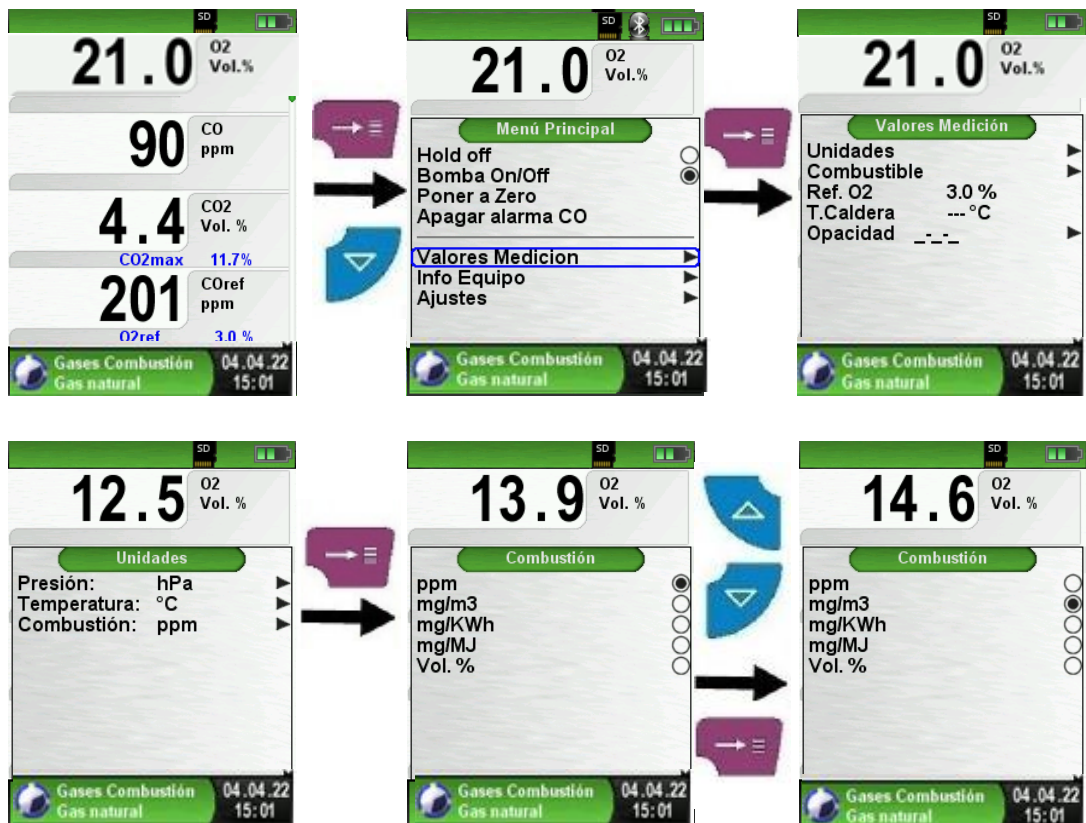 SD
21.0 O2 Vol.%
90 CO ppm
4.4 CO2 Vol. %
CO2max 11.7%
201 COref ppm
O2ref 3.0 %
Gases Combustión 04.04.22
Gas natural 15:01
SD
21.0 O2 Vol.%
Menú Principal
Hold off
Bomba On/Off
Poner a Zero
Apagar alarma CO
Valores Medicion
Info Equipo
Ajustes
Gases Combustión 04.04.22
Gas natural 15:01
SD
21.0 O2 Vol.%
Valores Medición
Unidades
Combustible
Ref. O2 3.0 %
T.Caldera --- °C
Opacidad _-_-_
Gases Combustión 04.04.22
Gas natural 15:01
SD
12.5 O2 Vol. %
Unidades
Presión: hPa
Temperatura: °C
Combustión: ppm
Gases Combustión 04.04.22
Gas natural 15:01
SD
13.9 O2 Vol. %
Combustión
ppm
mg/m3
mg/KWh
mg/MJ
Vol. %
Gases Combustión 04.04.22
Gas natural 15:01
SD
14.6 O2 Vol. %
Combustión
ppm
mg/m3
mg/KWh
mg/MJ
Vol. %
Gases Combustión 04.04.22
Gas natural 15:01